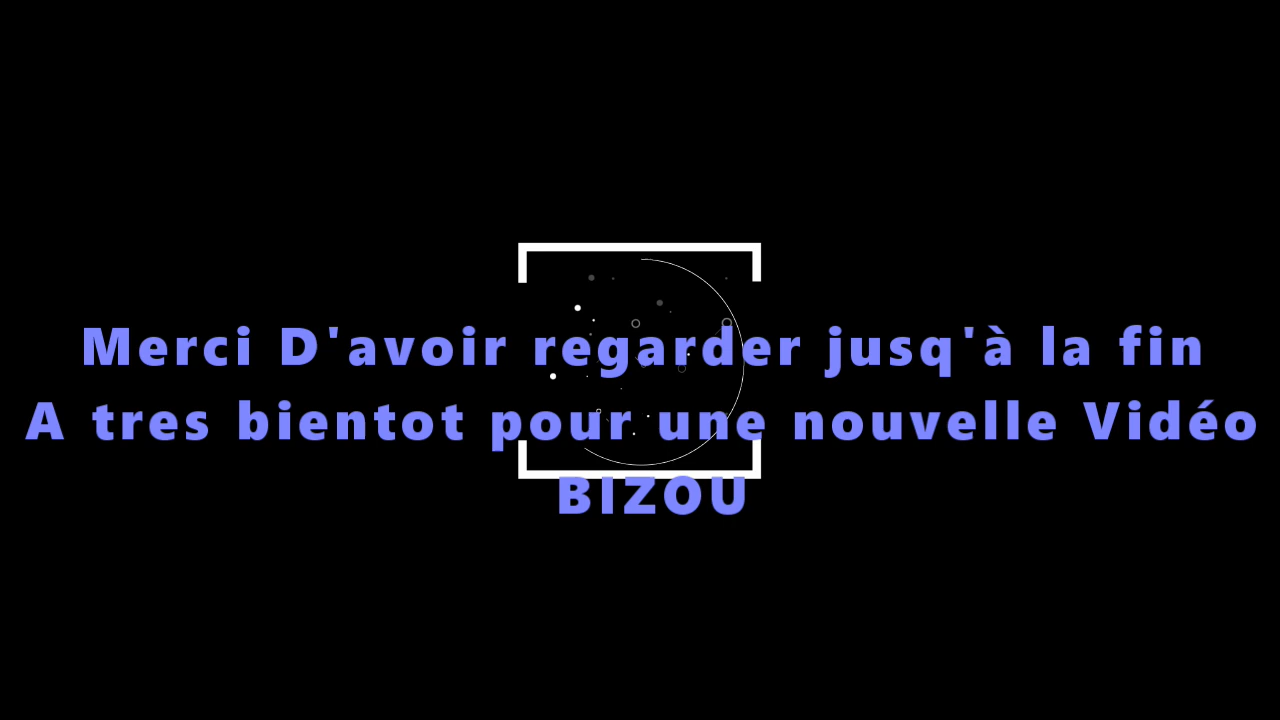 Merci D'avoir regarder jusq'à la fin
A tres bientot pour une nouvelle Vidéo
BIZOU